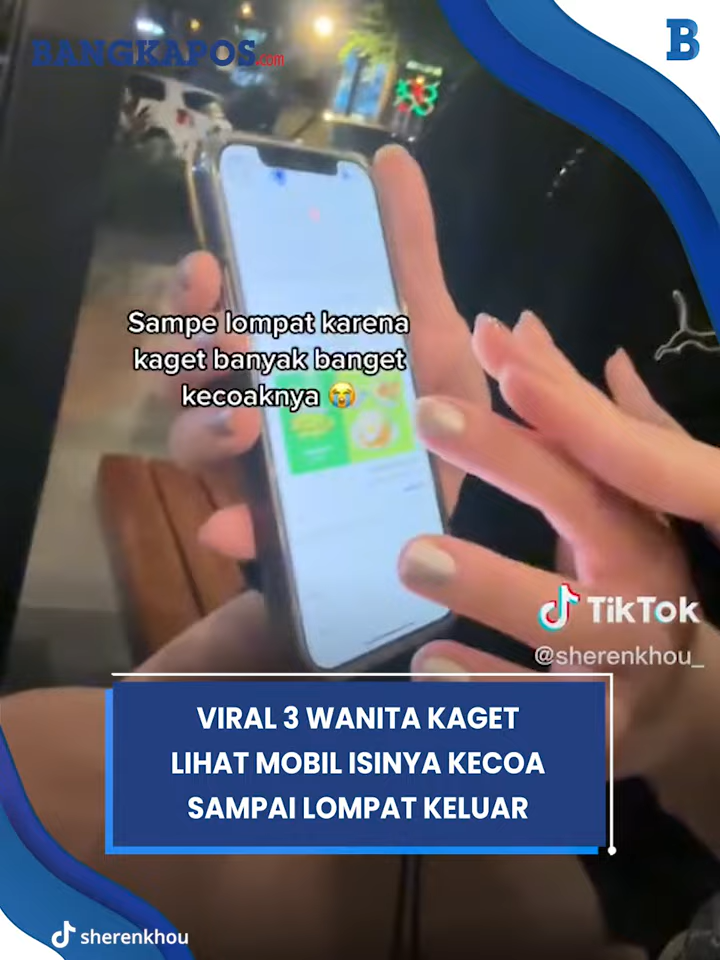 BANGKAPOS.com
B
Sampe lompat karena
kaget banyak banget
kecoaknya 😭
TikTok
@sherenkhou_
VIRAL 3 WANITA KAGET
LIHAT MOBIL ISINYA KECOA
SAMPAI LOMPAT KELUAR
sherenkhou